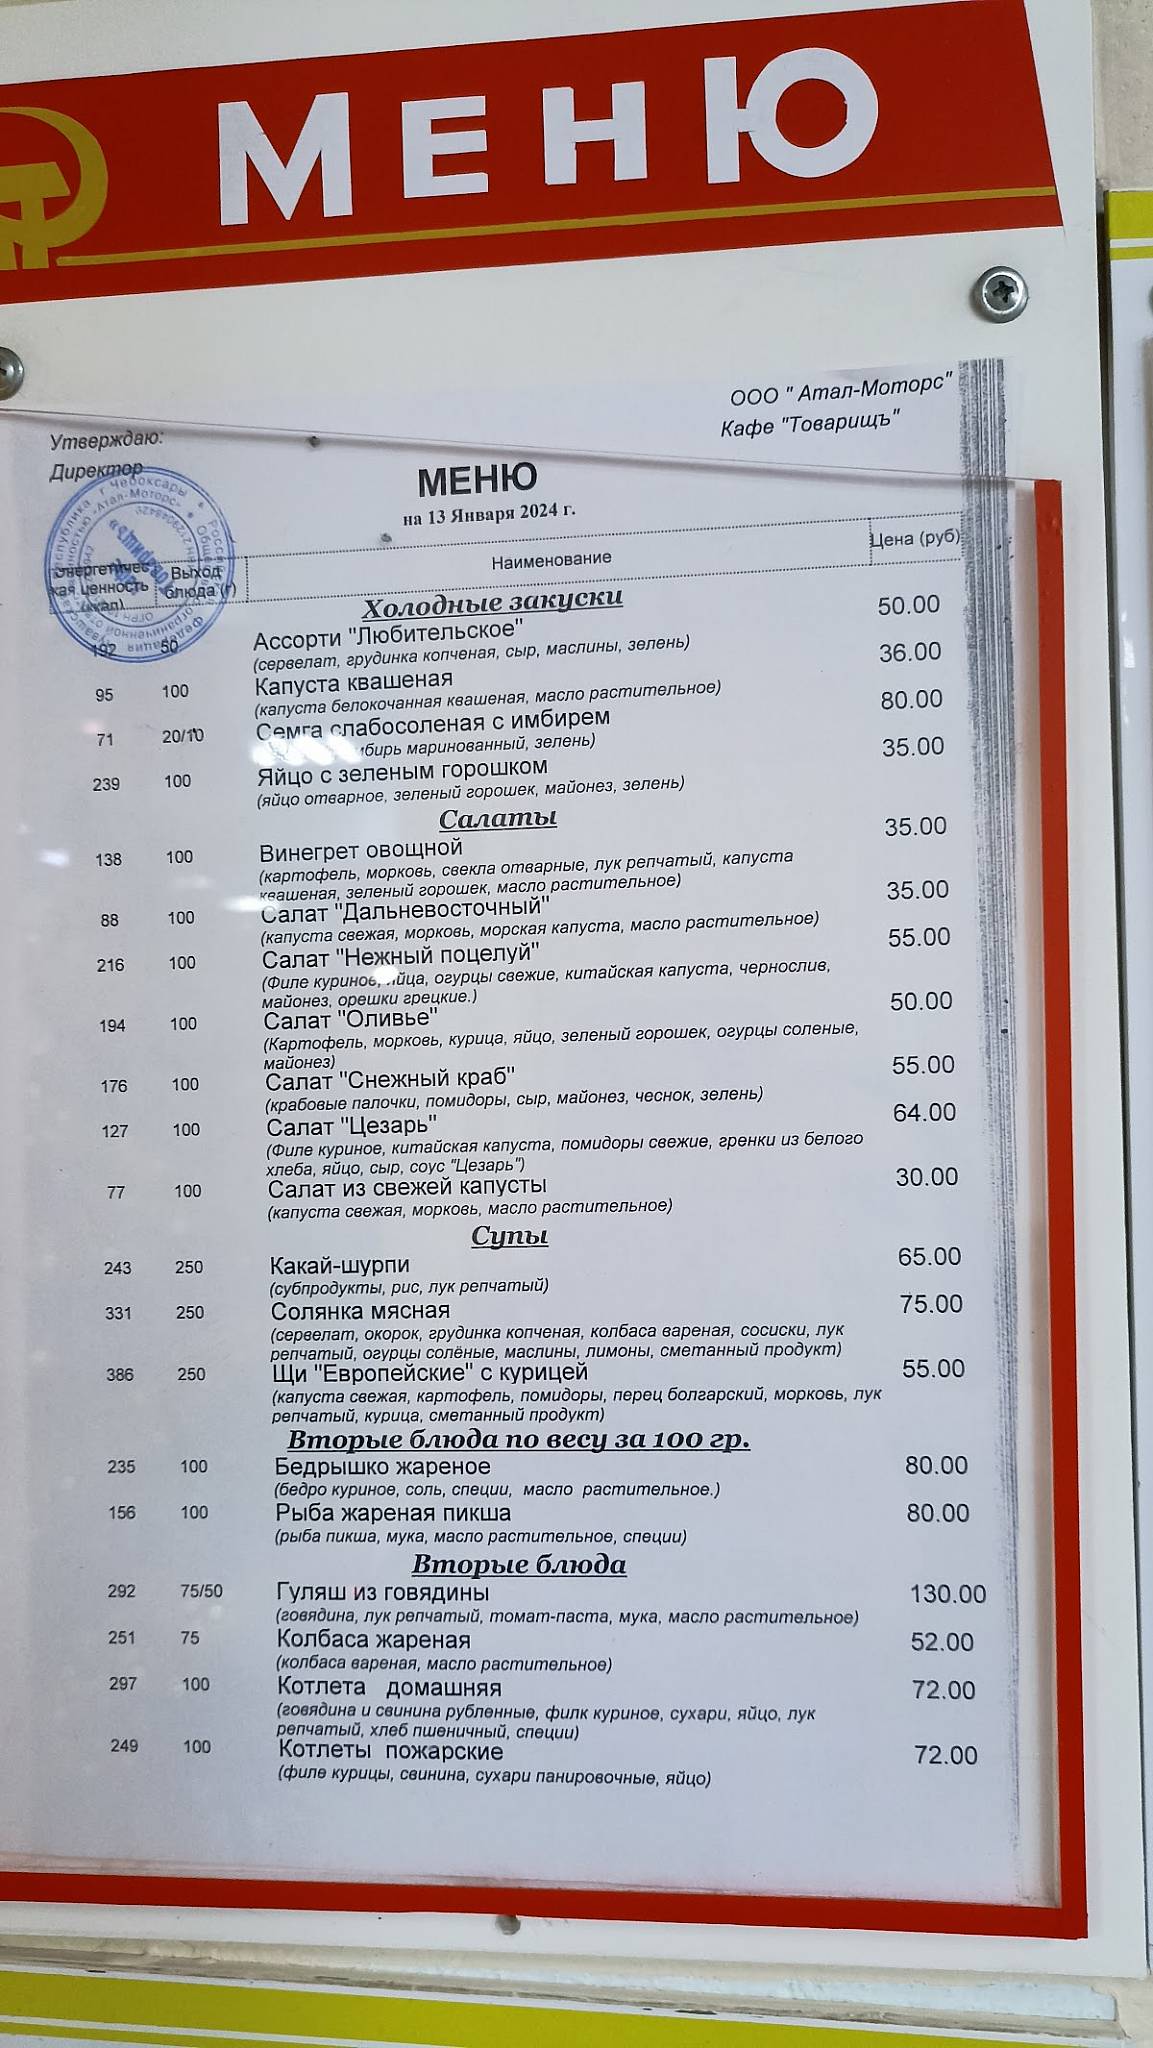 МЕНЮ
ООО " Атал-Моторс"
Кафе "Товарищъ"
Утверждаю:
Директор
МЕНЮ
на 13 Января 2024 г.
Энергетичес кая ценность (ккал) Выход блюда (г) Наименование Цена (руб)
Холодные закуски
192 50 Ассорти "Любительское" 50.00
(сервелат, грудинка копченая, сыр, маслины, зелень)
95 100 Капуста квашеная 36.00
(капуста белокочанная квашеная, масло растительное)
71 20/10 Семга слабосоленая с имбирем 80.00
маринованный, зелень)
239 100 Яйцо с зеленым горошком 35.00
(яйцо отварное, зеленый горошек, майонез, зелень)
Салаты
138 100 Винегрет овощной 35.00
(картофель, морковь, свекла отварные, лук репчатый, капуста
квашеная, зеленый горошек, масло растительное)
88 100 Салат "Дальневосточный" 35.00
(капуста свежая, морковь, морская капуста, масло растительное)
216 100 Салат "Нежный поцелуй" 55.00
(Филе куриное, яйца, огурцы свежие, китайская капуста, чернослив,
майонез, орешки грецкие.)
194 100 Салат "Оливье" 50.00
(Картофель, морковь, курица, яйцо, зеленый горошек, огурцы соленые,
майонез)
176 100 Салат "Снежный краб" 55.00
(крабовые палочки, помидоры, сыр, майонез, чеснок, зелень)
127 100 Салат "Цезарь" 64.00
(Филе куриное, китайская капуста, помидоры свежие, гренки из белого
хлеба, яйцо, сыр, соус "Цезарь")
77 100 Салат из свежей капусты 30.00
(капуста свежая, морковь, масло растительное)
Супы
243 250 Какай-шурпи 65.00
(субпродукты, рис, лук репчатый)
331 250 Солянка мясная 75.00
(сервелат, окорок, грудинка копченая, колбаса вареная, сосиски, лук
репчатый, огурцы солёные, маслины, лимоны, сметанный продукт)
386 250 Щи "Европейские" с курицей 55.00
(капуста свежая, картофель, помидоры, перец болгарский, морковь, лук
репчатый, курица, сметанный продукт)
Вторые блюда по весу за 100 гр.
235 100 Бедрышко жареное 80.00
(бедро куриное, соль, специи, масло растительное.)
156 100 Рыба жареная пикша 80.00
(рыба пикша, мука, масло растительное, специи)
Вторые блюда
292 75/50 Гуляш из говядины 130.00
(говядина, лук репчатый, томат-паста, мука, масло растительное)
251 75 Колбаса жареная 52.00
(колбаса вареная, масло растительное)
297 100 Котлета домашняя 72.00
(говядина и свинина рубленные, филк куриное, сухари, яйцо, лук
репчатый, хлеб пшеничный, специи)
249 100 Котлеты пожарские 72.00
(филе курицы, свинина, сухари панировочные, яйцо)